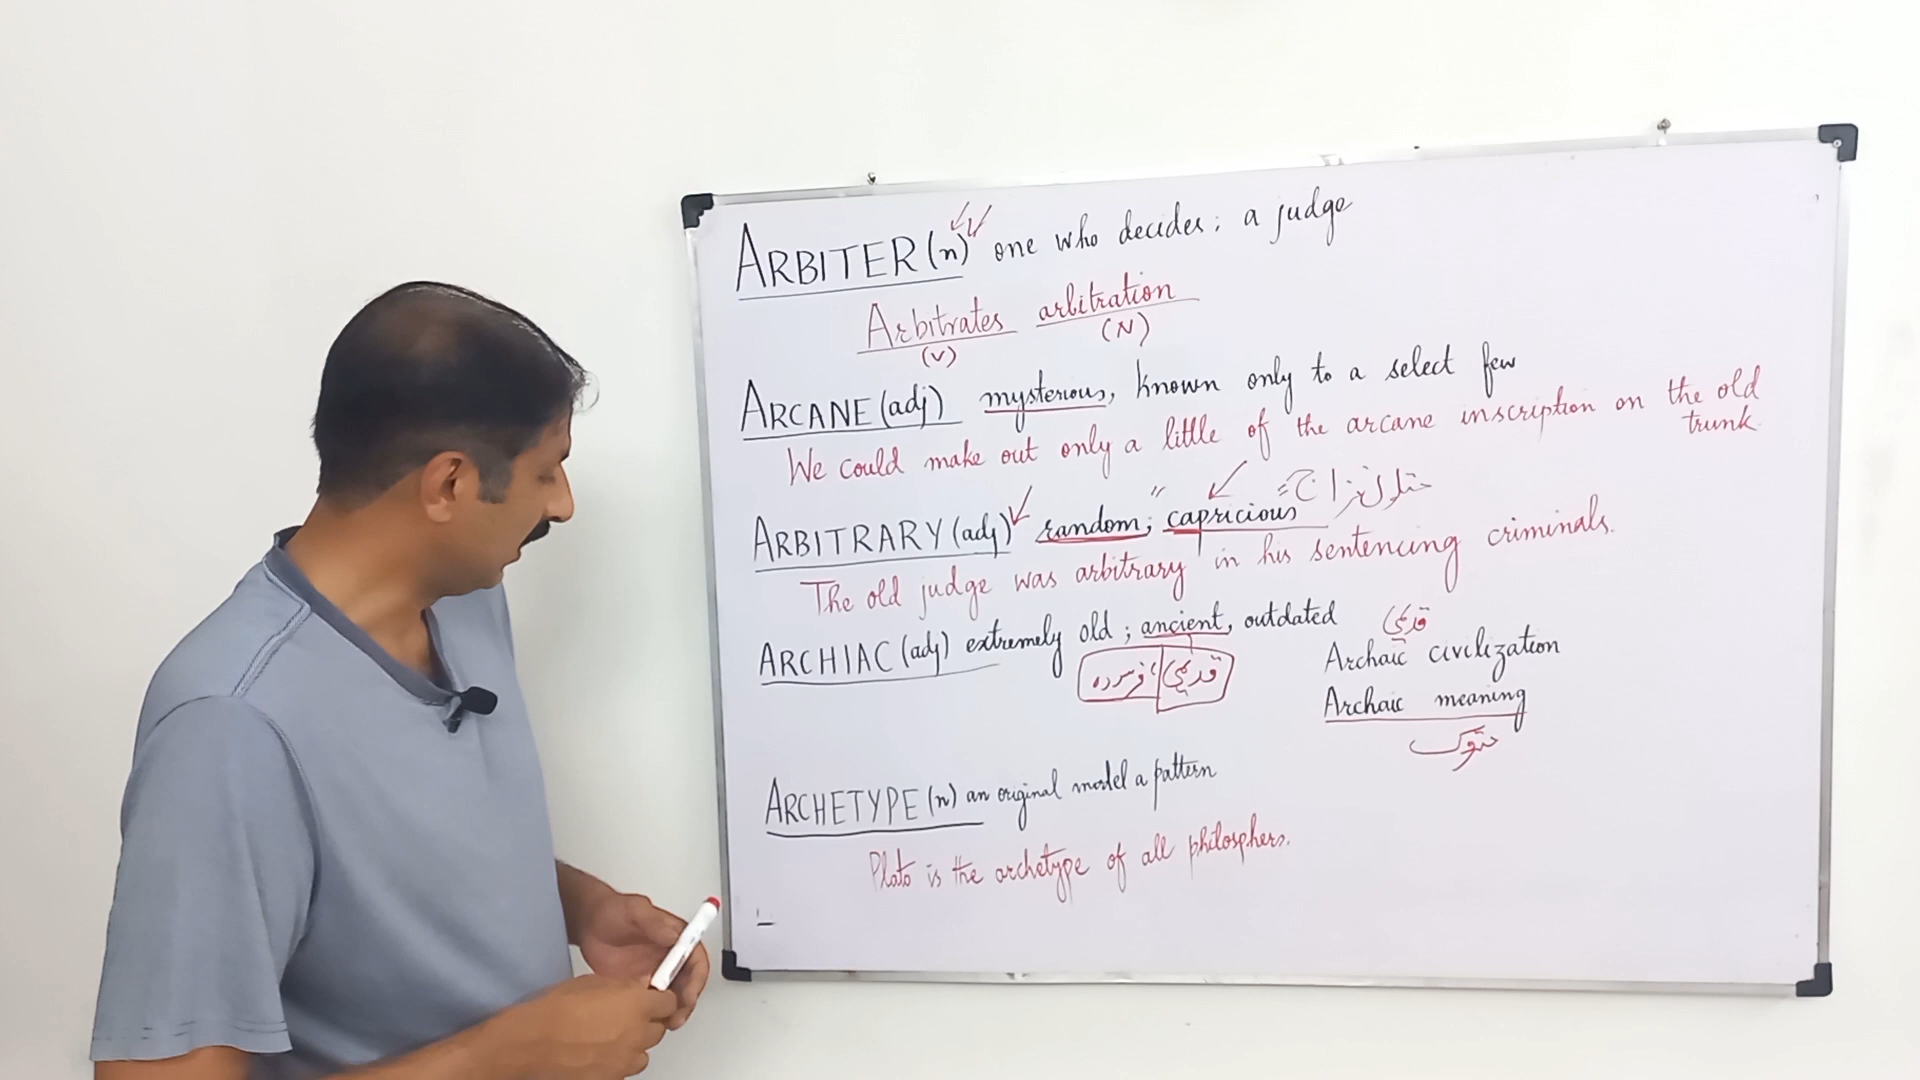 ARBITER (n) one who decides; a judge
Arbitrates arbitration
(v) (N)
ARCANE (adj) mysterious, known only to a select few
We could make out only a little of the arcane inscription on the old
trunk
ARBITRARY (adj) random; capricious
The old judge was arbitrary in his sentencing criminals.
ARCHIAC (adj) extremely old; ancient, outdated قدیمی
قدیمی، فرسودہ Archaic civilization
Archaic meaning
متروک
ARCHETYPE (n) an original model a pattern
Plato is the archetype of all philosphers.